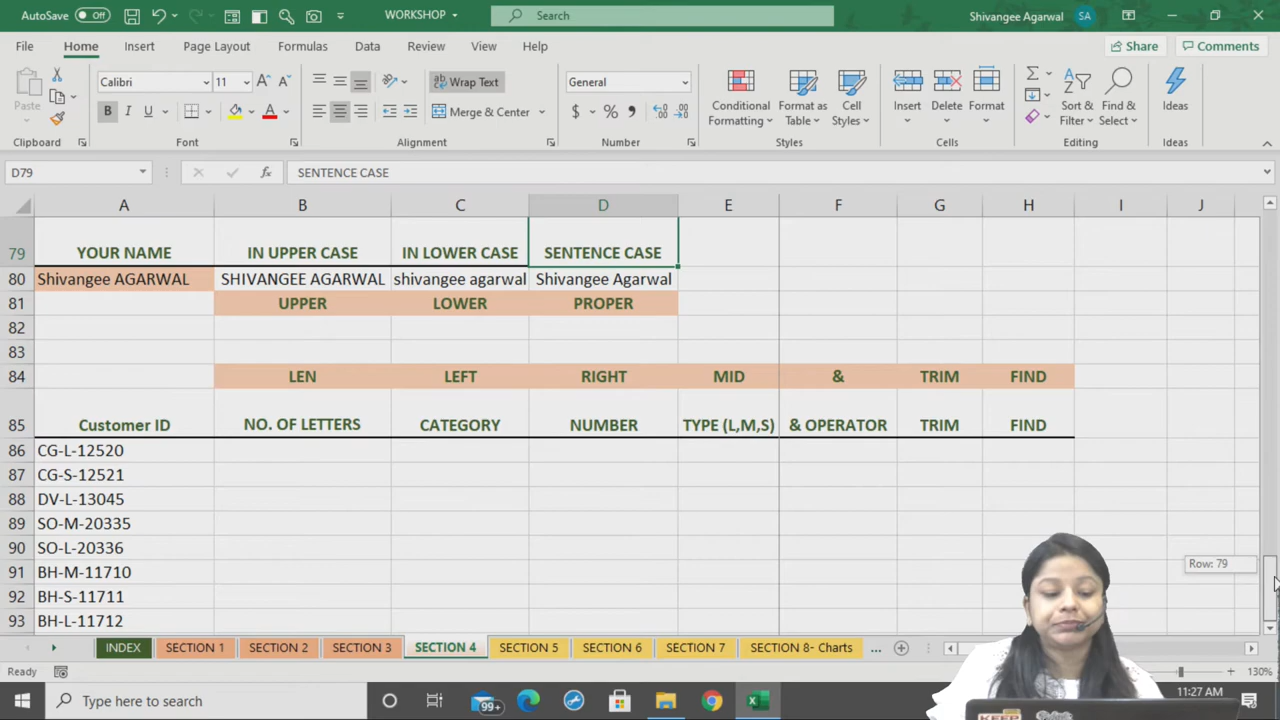 AutoSave Off WORKSHOP Search Shivangee Agarwal SA
File Home Insert Page Layout Formulas Data Review View Help Share Comments
Paste Calibri 11 Wrap Text General Conditional Formatting Format as Table Cell Styles Insert Delete Format Sort & Filter Find & Select Ideas
B I U A Merge & Center $ % ,
Clipboard Font Alignment Number Styles Cells Editing Ideas
D79 fx SENTENCE CASE
A B C D E F G H I J
79 YOUR NAME IN UPPER CASE IN LOWER CASE SENTENCE CASE
80 Shivangee AGARWAL SHIVANGEE AGARWAL shivangee agarwal Shivangee Agarwal
81 UPPER LOWER PROPER
82
83
84 LEN LEFT RIGHT MID & TRIM FIND
85 Customer ID NO. OF LETTERS CATEGORY NUMBER TYPE (L,M,S) & OPERATOR TRIM FIND
86 CG-L-12520
87 CG-S-12521
88 DV-L-13045
89 SO-M-20335
90 SO-L-20336
91 BH-M-11710
92 BH-S-11711
93 BH-L-11712
Row: 79
INDEX SECTION 1 SECTION 2 SECTION 3 SECTION 4 SECTION 5 SECTION 6 SECTION 7 SECTION 8- Charts ...
Ready 130%
Type here to search 99+ 11:27 AM
KEEP